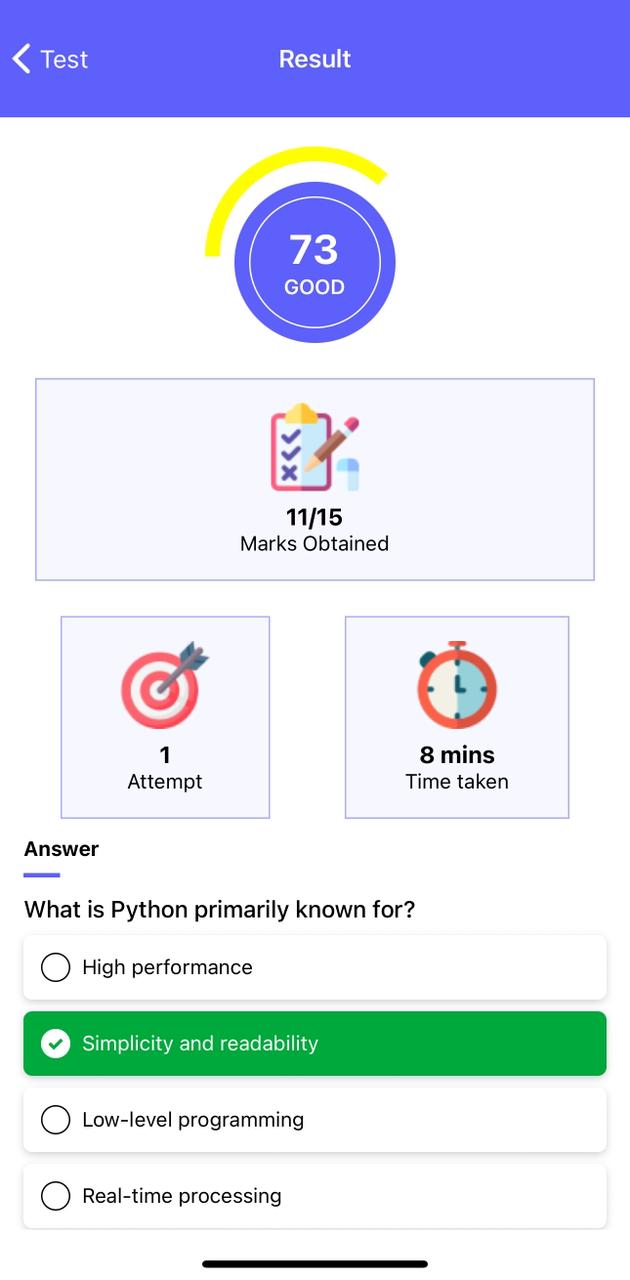 Test
Result
73
GOOD
11/15
Marks Obtained
1
Attempt
8 mins
Time taken
Answer
What is Python primarily known for?
High performance
Simplicity and readability
Low-level programming
Real-time processing